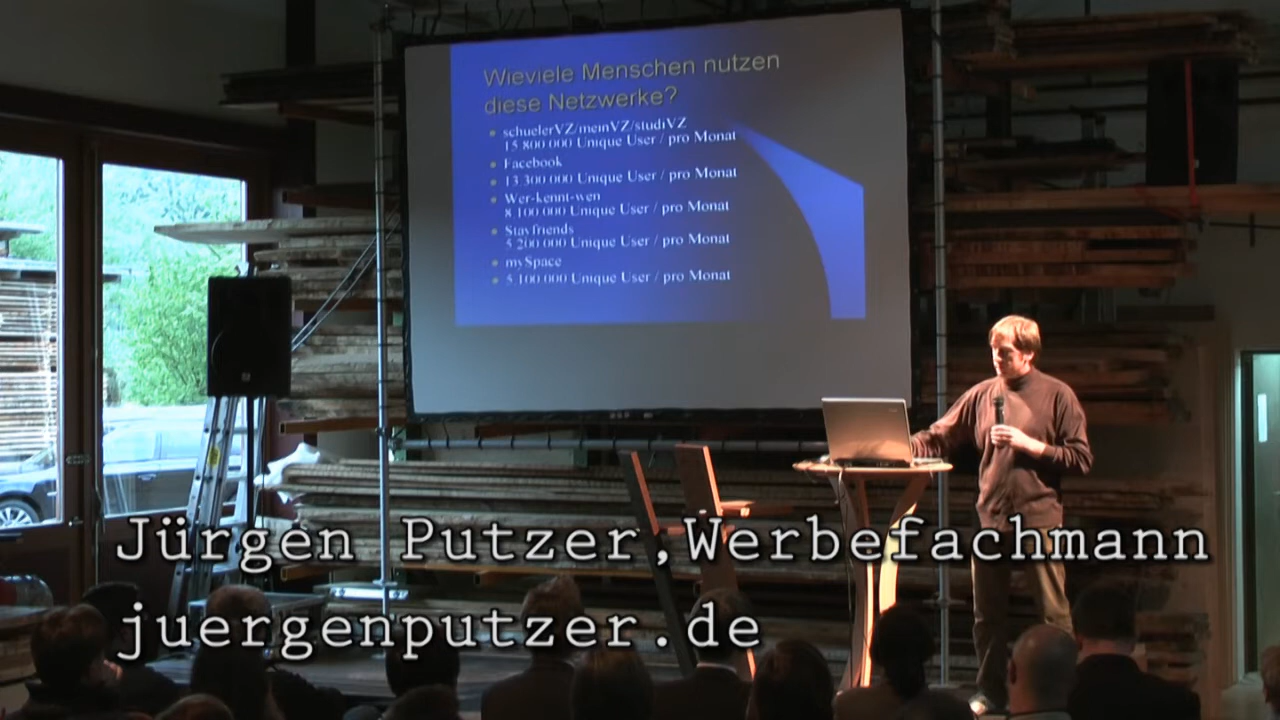 Wieviele Menschen nutzen
diese Netzwerke?
schuelerVZ/meinVZ/studiVZ
15 800 000 Unique User / pro Monat
Facebook
13.300 000 Unique User / pro Monat
Wer-kennt-wen
8 100 000 Unique User / pro Monat
Stayfriends
5 200 000 Unique User / pro Monat
mySpace
5 100 000 Unique User / pro Monat
Jürgen Putzer,Werbefachmann
juergenputzer.de